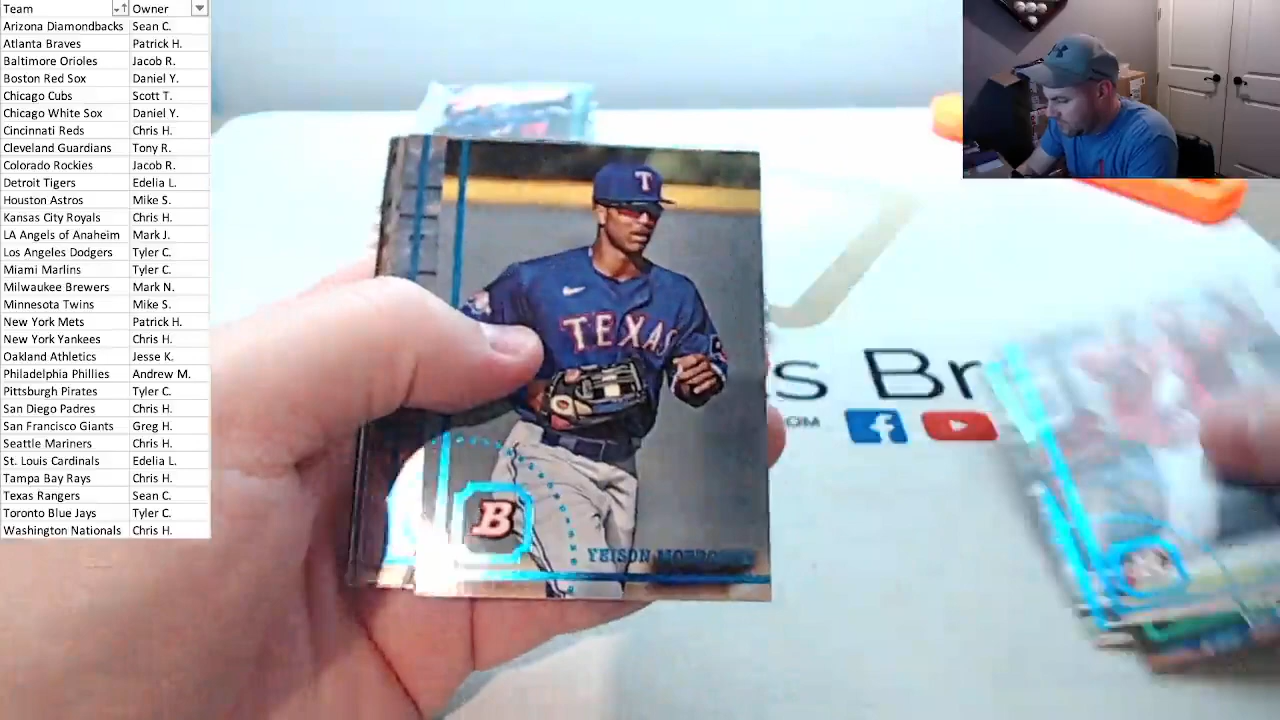 Team Owner
Arizona Diamondbacks Sean C.
Atlanta Braves Patrick H.
Baltimore Orioles Jacob R.
Boston Red Sox Daniel Y.
Chicago Cubs Scott T.
Chicago White Sox Daniel Y.
Cincinnati Reds Chris H.
Cleveland Guardians Tony R.
Colorado Rockies Jacob R.
Detroit Tigers Edelia L.
Houston Astros Mike S.
Kansas City Royals Chris H.
LA Angels of Anaheim Mark J.
Los Angeles Dodgers Tyler C.
Miami Marlins Tyler C.
Milwaukee Brewers Mark N.
Minnesota Twins Mike S.
New York Mets Patrick H.
New York Yankees Chris H.
Oakland Athletics Jesse K.
Philadelphia Phillies Andrew M.
Pittsburgh Pirates Tyler C.
San Diego Padres Chris H.
San Francisco Giants Greg H.
Seattle Mariners Chris H.
St. Louis Cardinals Edelia L.
Tampa Bay Rays Chris H.
Texas Rangers Sean C.
Toronto Blue Jays Tyler C.
Washington Nationals Chris H.
T
TEXAS
B
YEISON
s Br
OM f